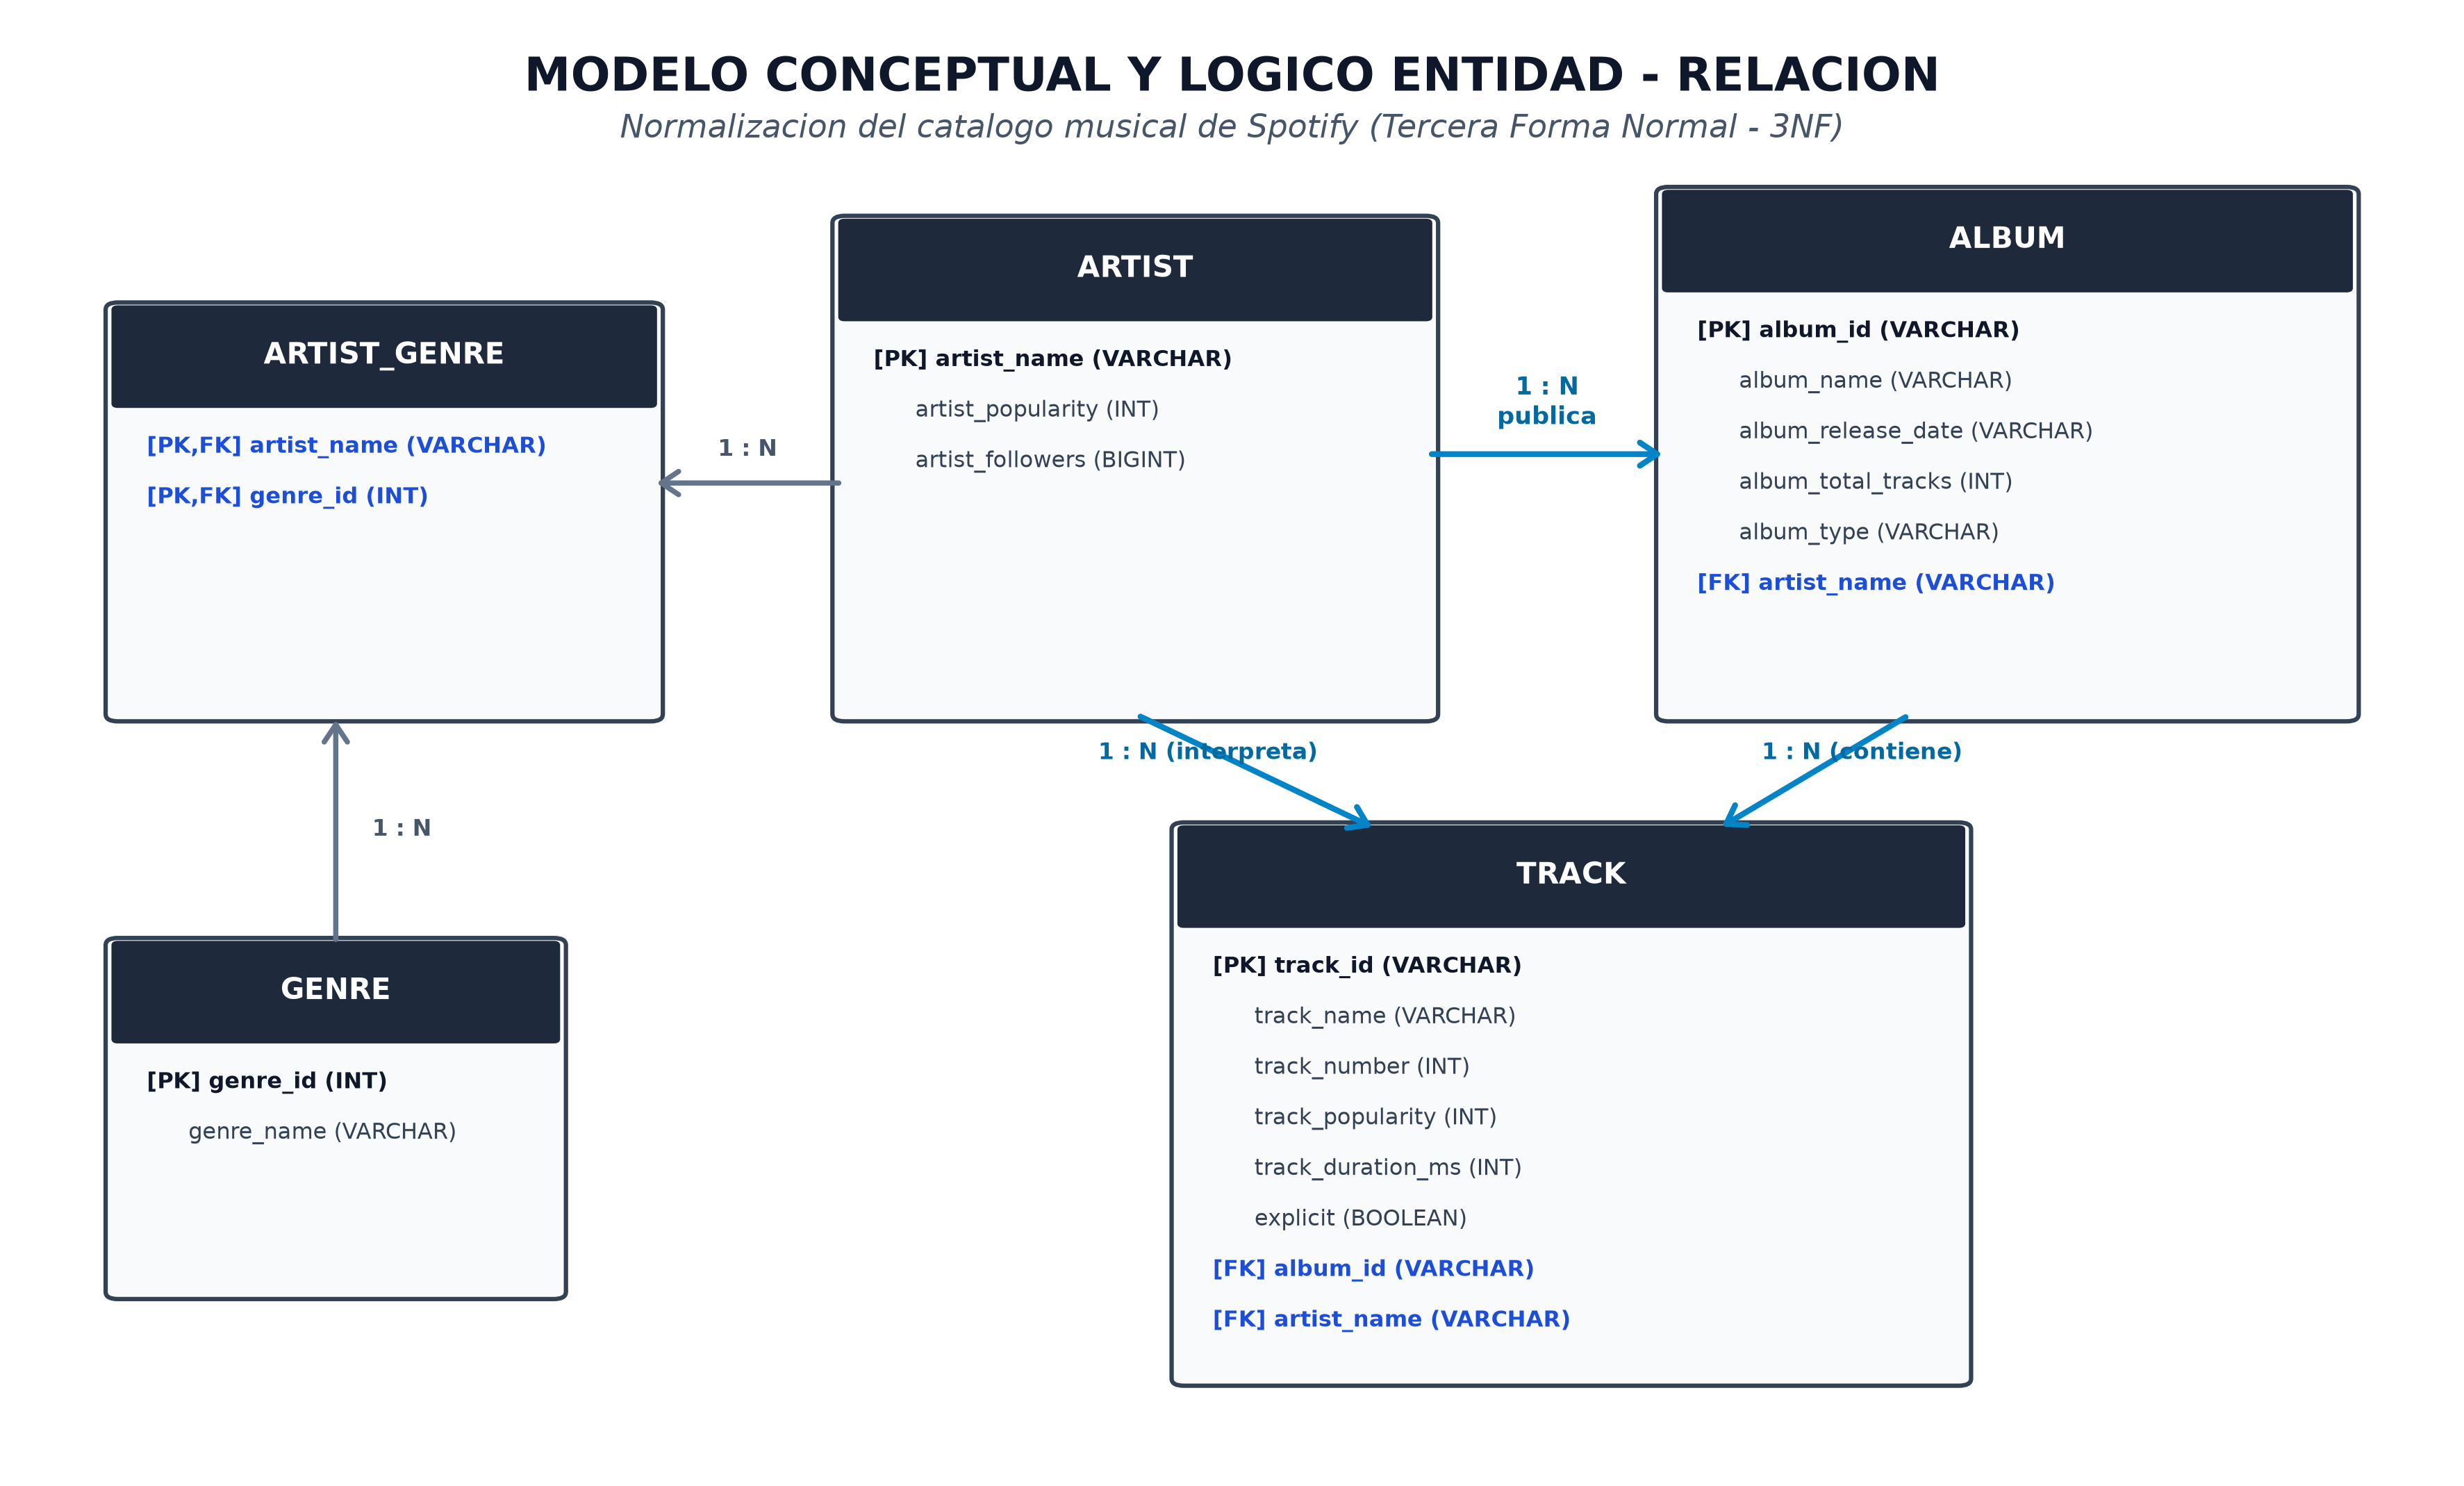 MODELO CONCEPTUAL Y LOGICO ENTIDAD - RELACION
Normalizacion del catalogo musical de Spotify (Tercera Forma Normal - 3NF)
ARTIST_GENRE
[PK,FK] artist_name (VARCHAR)
[PK,FK] genre_id (INT)
1 : N
ARTIST
[PK] artist_name (VARCHAR)
artist_popularity (INT)
artist_followers (BIGINT)
1 : N
publica
ALBUM
[PK] album_id (VARCHAR)
album_name (VARCHAR)
album_release_date (VARCHAR)
album_total_tracks (INT)
album_type (VARCHAR)
[FK] artist_name (VARCHAR)
1 : N (interpreta)
1 : N (contiene)
1 : N
GENRE
[PK] genre_id (INT)
genre_name (VARCHAR)
TRACK
[PK] track_id (VARCHAR)
track_name (VARCHAR)
track_number (INT)
track_popularity (INT)
track_duration_ms (INT)
explicit (BOOLEAN)
[FK] album_id (VARCHAR)
[FK] artist_name (VARCHAR)